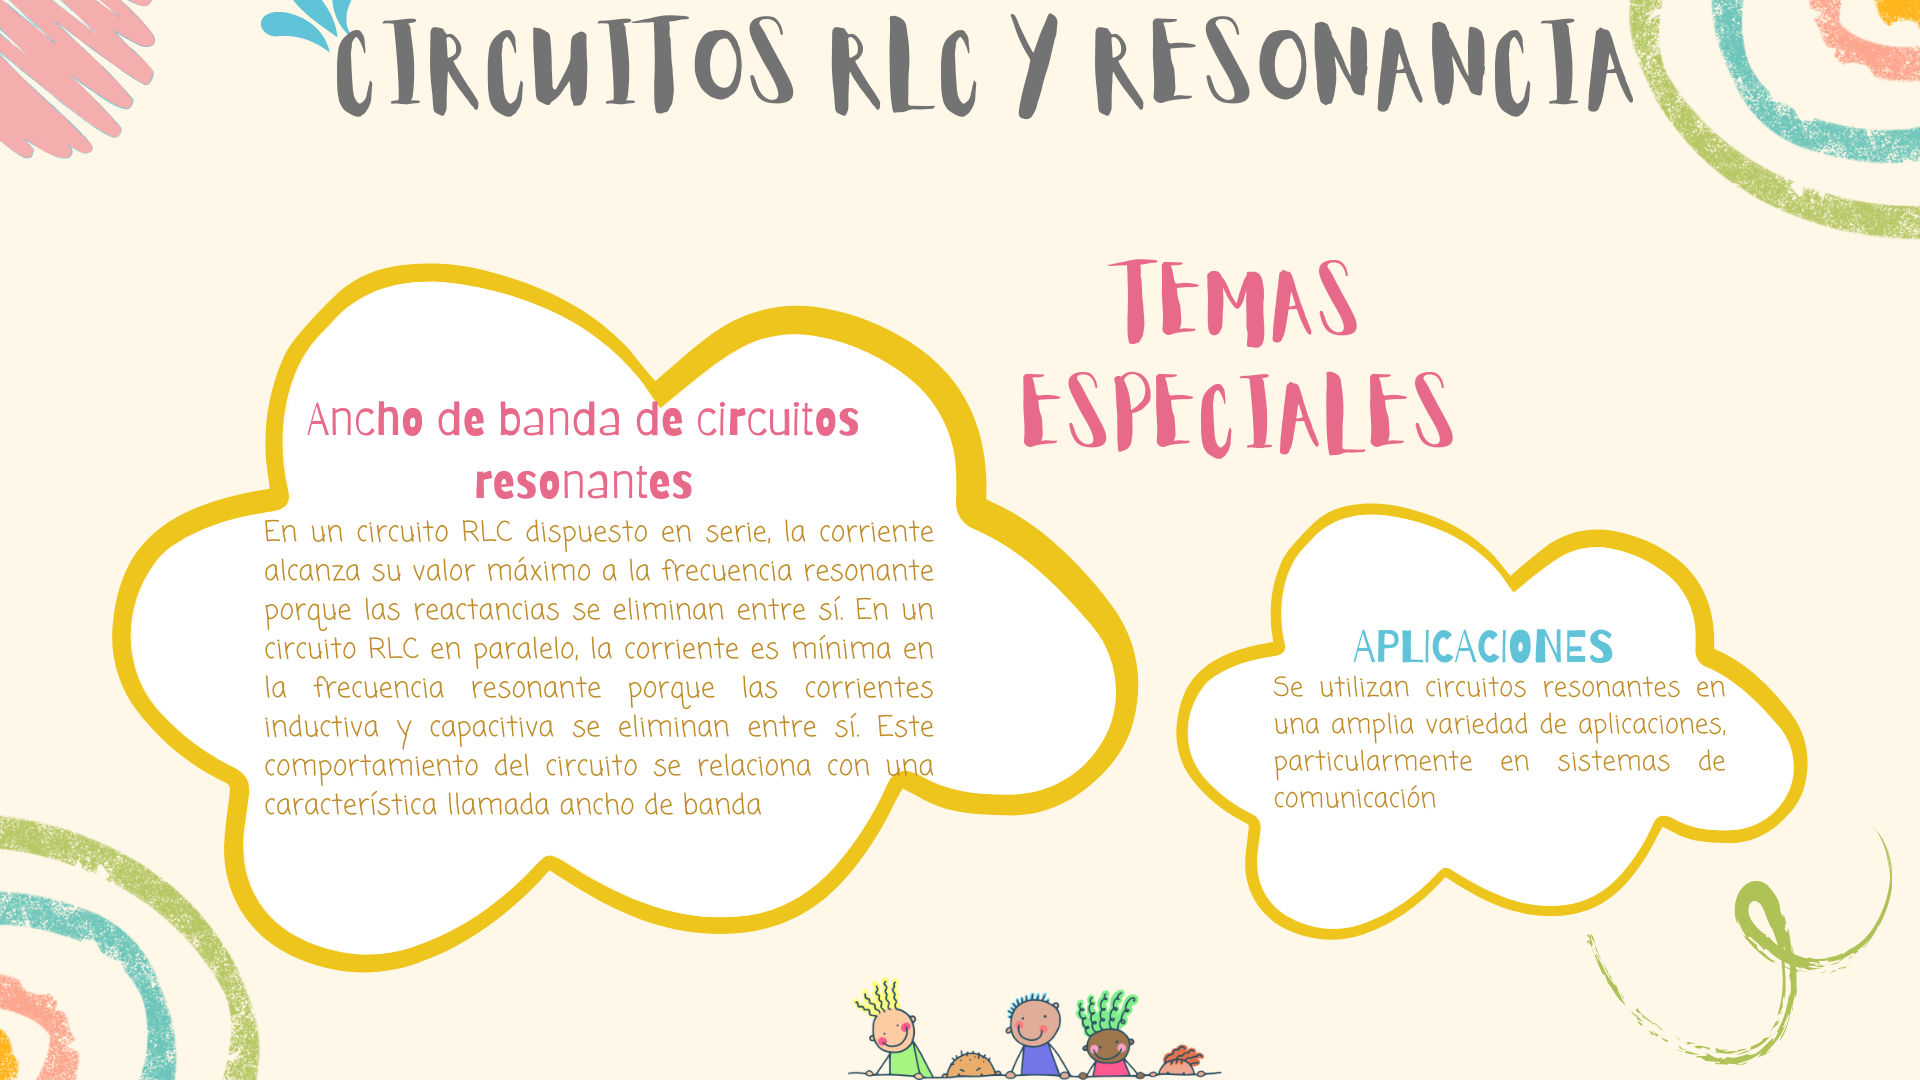 CIRCUITOS RLC Y RESONANCIA
TEMAS
ESPECIALES
Ancho de banda de circuitos
resonantes
En un circuito RLC dispuesto en serie, la corriente
alcanza su valor máximo a la frecuencia resonante
porque las reactancias se eliminan entre sí. En un
circuito RLC en paralelo, la corriente es mínima en
la frecuencia resonante porque las corrientes
inductiva y capacitiva se eliminan entre sí. Este
comportamiento del circuito se relaciona con una
característica llamada ancho de banda
APLICACIONES
Se utilizan circuitos resonantes en
una amplia variedad de aplicaciones,
particularmente en sistemas de
comunicación